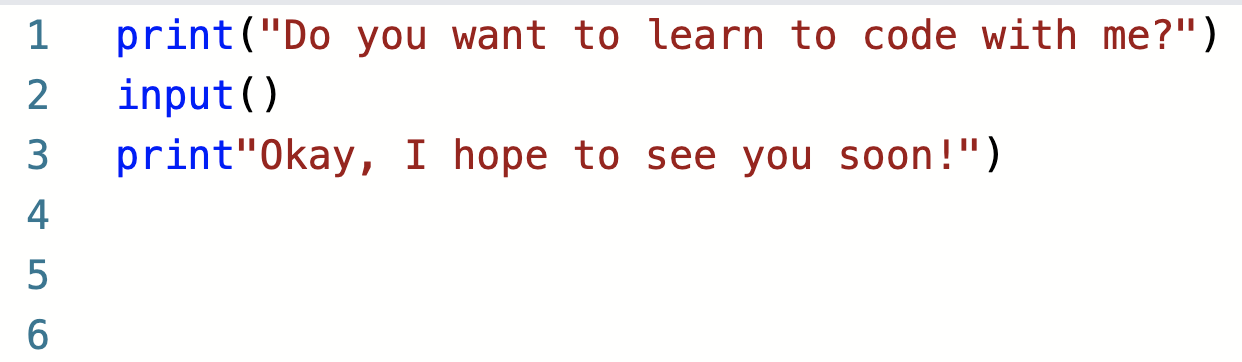 1 print("Do you want to learn to code with me?")
2 input()
3 print"Okay, I hope to see you soon!")
4
5
6